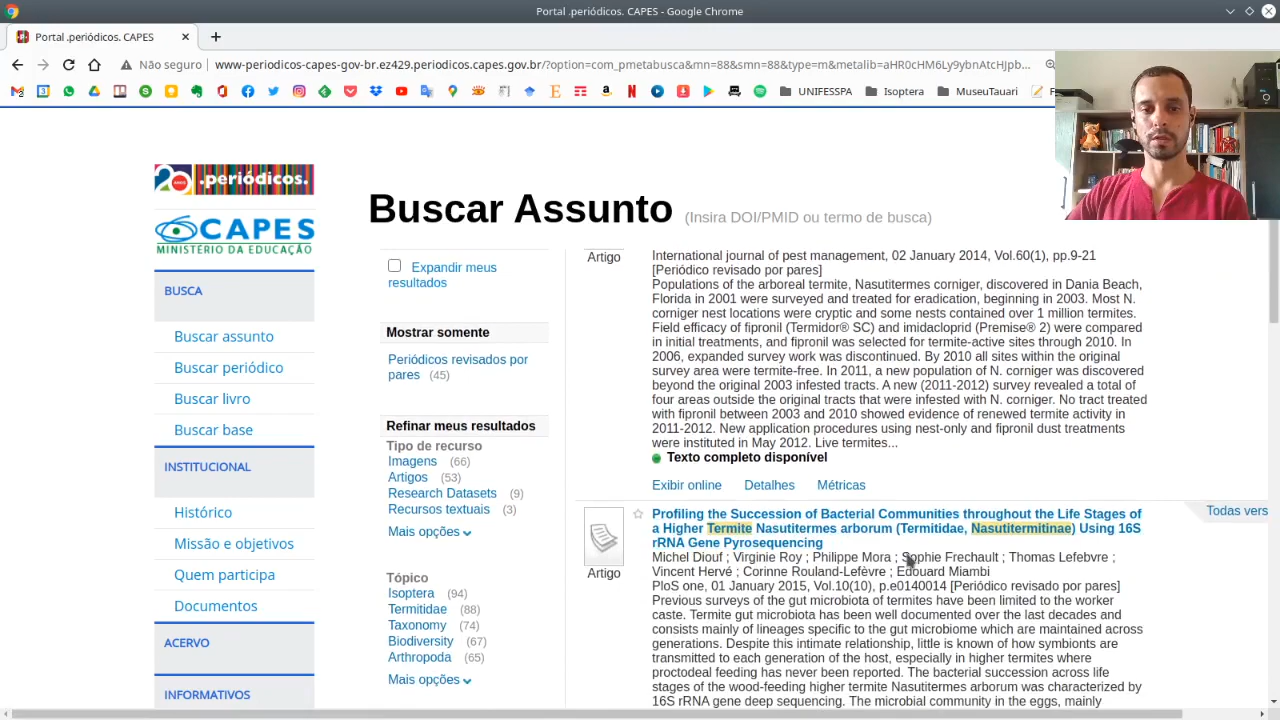 Portal .periódicos. CAPES - Google Chrome
Portal .periódicos. CAPES
Não seguro
www-periodicos-capes-gov-br.ez429.periodicos.capes.gov.br/?option=com_pmetabusca&mn=88&smn=88&type=m&metalib=aHR0cHM6Ly9ybnAtcHJpb...
UNIFESSPA
Isoptera
MuseuTauari
20 anos .periódicos.
CAPES
MINISTÉRIO DA EDUCAÇÃO
BUSCA
Buscar assunto
Buscar periódico
Buscar livro
Buscar base
INSTITUCIONAL
Histórico
Missão e objetivos
Quem participa
Documentos
ACERVO
INFORMATIVOS
Buscar Assunto (Insira DOI/PMID ou termo de busca)
Expandir meus
resultados
Mostrar somente
Periódicos revisados por
pares (45)
Refinar meus resultados
Tipo de recurso
Imagens (66)
Artigos (53)
Research Datasets (9)
Recursos textuais (3)
Mais opções
Tópico
Isoptera (94)
Termitidae (88)
Taxonomy (74)
Biodiversity (67)
Arthropoda (65)
Mais opções
Artigo
International journal of pest management, 02 January 2014, Vol.60(1), pp.9-21
[Periódico revisado por pares]
Populations of the arboreal termite, Nasutitermes corniger, discovered in Dania Beach,
Florida in 2001 were surveyed and treated for eradication, beginning in 2003. Most N.
corniger nest locations were cryptic and some nests contained over 1 million termites.
Field efficacy of fipronil (Termidor® SC) and imidacloprid (Premise® 2) were compared
in initial treatments, and fipronil was selected for termite-active sites through 2010. In
2006, expanded survey work was discontinued. By 2010 all sites within the original
survey area were termite-free. In 2011, a new population of N. corniger was discovered
beyond the original 2003 infested tracts. A new (2011-2012) survey revealed a total of
four areas outside the original tracts that were infested with N. corniger. No tract treated
with fipronil between 2003 and 2010 showed evidence of renewed termite activity in
2011-2012. New application procedures using nest-only and fipronil dust treatments
were instituted in May 2012. Live termites...
Texto completo disponível
Exibir online Detalhes Métricas
Artigo
Profiling the Succession of Bacterial Communities throughout the Life Stages of
a Higher Termite Nasutitermes arborum (Termitidae, Nasutitermitinae) Using 16S
rRNA Gene Pyrosequencing
Todas vers
Michel Diouf ; Virginie Roy ; Philippe Mora ; Sophie Frechault ; Thomas Lefebvre ;
Vincent Hervé ; Corinne Rouland-Lefèvre ; Edouard Miambi
PloS one, 01 January 2015, Vol.10(10), p.e0140014 [Periódico revisado por pares]
Previous surveys of the gut microbiota of termites have been limited to the worker
caste. Termite gut microbiota has been well documented over the last decades and
consists mainly of lineages specific to the gut microbiome which are maintained across
generations. Despite this intimate relationship, little is known of how symbionts are
transmitted to each generation of the host, especially in higher termites where
proctodeal feeding has never been reported. The bacterial succession across life
stages of the wood-feeding higher termite Nasutitermes arborum was characterized by
16S rRNA gene deep sequencing. The microbial community in the eggs, mainly